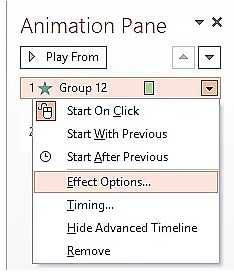 Animation Pane
Play From
1 Group 12
Start On Click
Start With Previous
Start After Previous
Effect Options...
Timing...
Hide Advanced Timeline
Remove